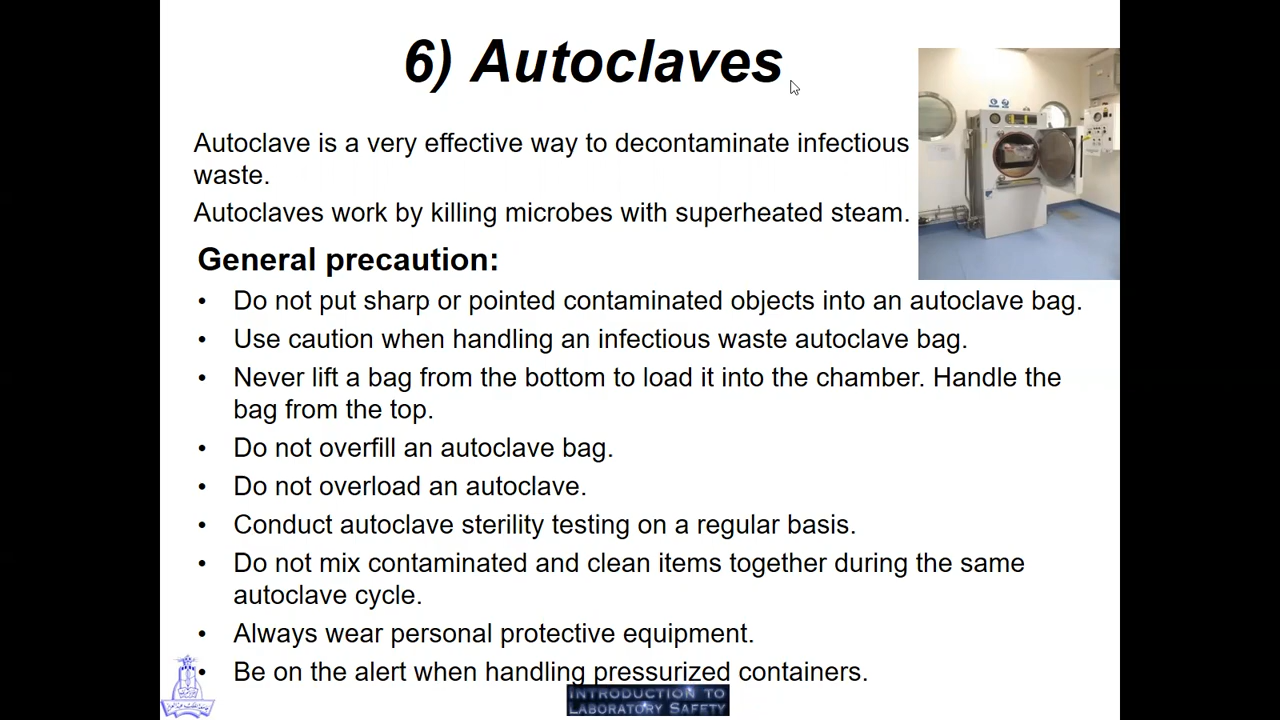 6) Autoclaves
Autoclave is a very effective way to decontaminate infectious
waste.
Autoclaves work by killing microbes with superheated steam.
General precaution:
• Do not put sharp or pointed contaminated objects into an autoclave bag.
• Use caution when handling an infectious waste autoclave bag.
• Never lift a bag from the bottom to load it into the chamber. Handle the
bag from the top.
• Do not overfill an autoclave bag.
• Do not overload an autoclave.
• Conduct autoclave sterility testing on a regular basis.
• Do not mix contaminated and clean items together during the same
autoclave cycle.
• Always wear personal protective equipment.
• Be on the alert when handling pressurized containers.
INTRODUCTION TO
LABORATORY SAFETY